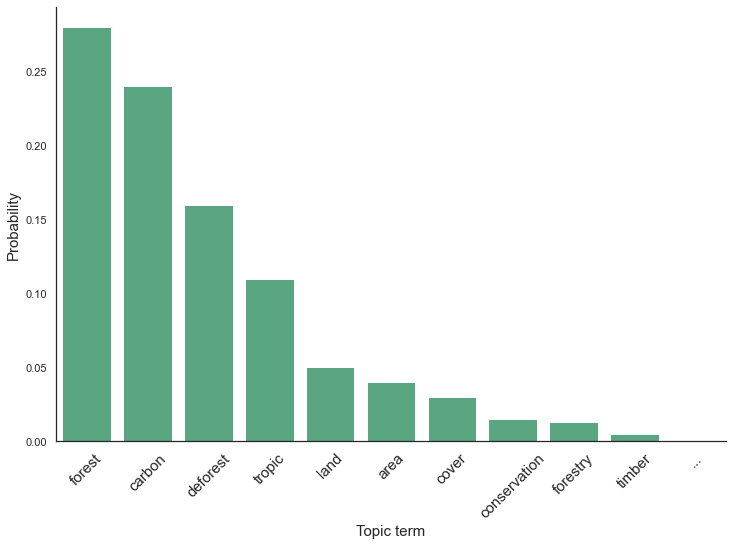 Probability
0.25
0.20
0.15
0.10
0.05
0.00
forest
carbon
deforest
tropic
land
area
cover
conservation
forestry
timber
...
Topic term